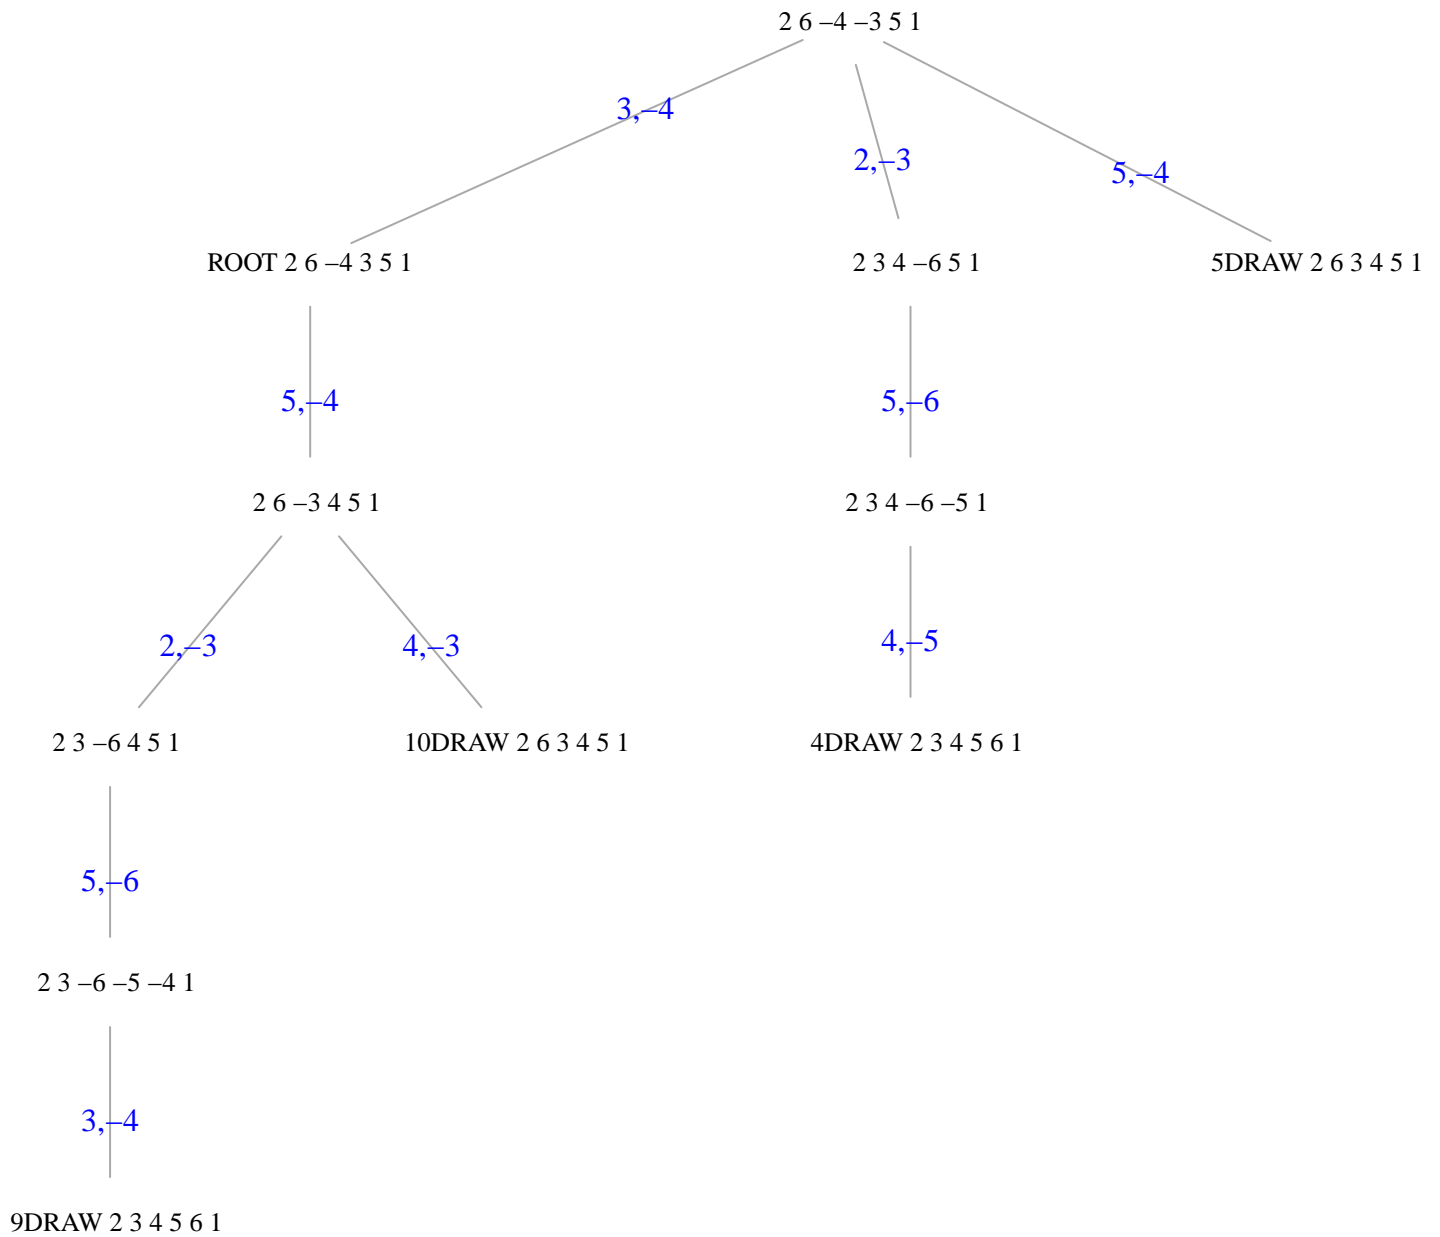 2 6 –4 –3 5 1
3,–4
2,–3
5,–4
ROOT 2 6 –4 3 5 1
2 3 4 –6 5 1
5DRAW 2 6 3 4 5 1
5,–4
5,–6
2 6 –3 4 5 1
2 3 4 –6 –5 1
2,–3
4,–3
4,–5
2 3 –6 4 5 1
10DRAW 2 6 3 4 5 1
4DRAW 2 3 4 5 6 1
5,–6
2 3 –6 –5 –4 1
3,–4
9DRAW 2 3 4 5 6 1